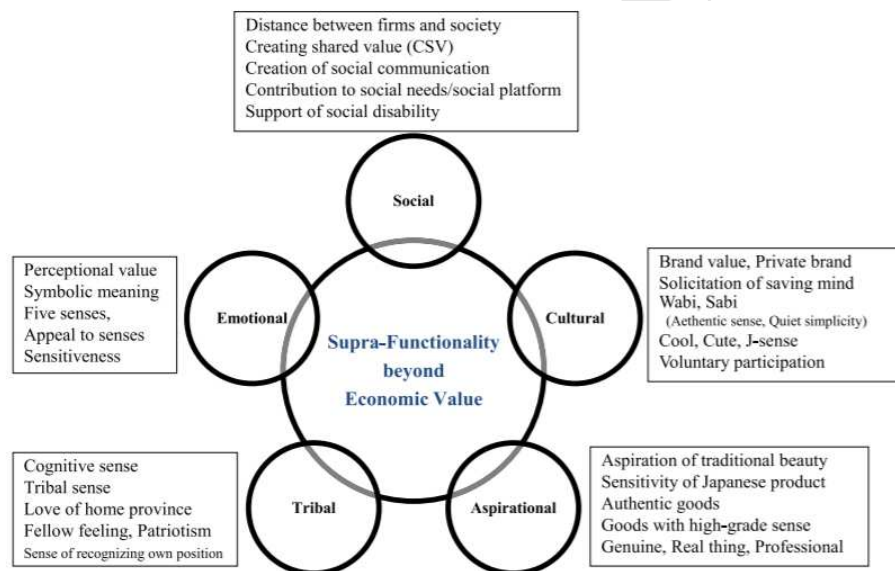 Distance between firms and society
Creating shared value (CSV)
Creation of social communication
Contribution to social needs/social platform
Support of social disability
Social
Perceptional value
Symbolic meaning
Five senses,
Appeal to senses
Sensitiveness
Emotional
Cultural
Brand value, Private brand
Solicitation of saving mind
Wabi, Sabi
(Aethentic sense, Quiet simplicity)
Cool, Cute, J-sense
Voluntary participation
Supra-Functionality
beyond
Economic Value
Cognitive sense
Tribal sense
Love of home province
Fellow feeling, Patriotism
Sense of recognizing own position
Tribal
Aspirational
Aspiration of traditional beauty
Sensitivity of Japanese product
Authentic goods
Goods with high-grade sense
Genuine, Real thing, Professional